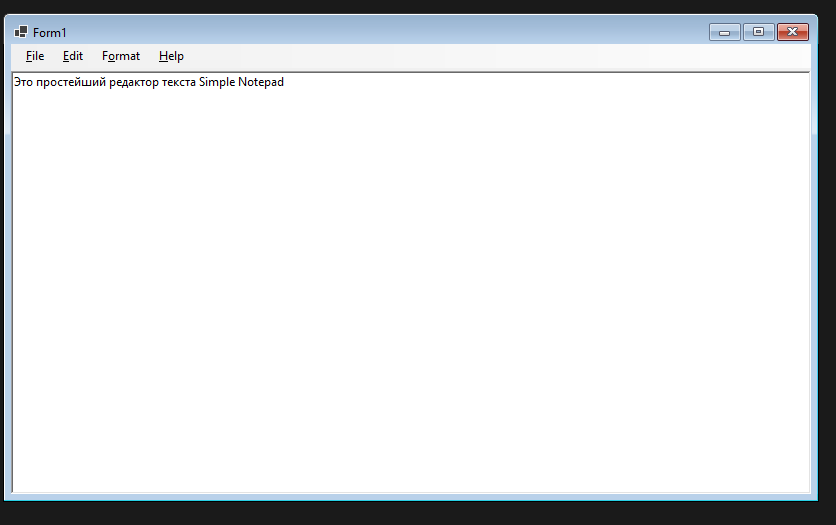 Form1
File Edit Format Help
Это простейший редактор текста Simple Notepad